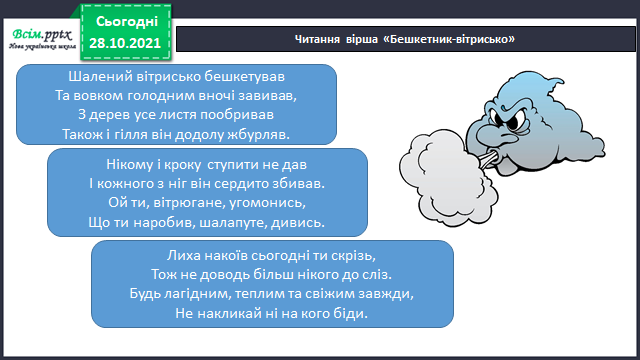 Всім.pptx
Нова українська школа
Сьогодні
28.10.2021
Читання вірша «Бешкетник-вітрисько»
Шалений вітрисько бешкетував
Та вовком голодним вночі завивав,
З дерев усе листя пообривав
Також і гілля він додолу жбурляв.
Нікому і кроку ступити не дав
І кожного з ніг він сердито збивав.
Ой ти, вітрюгане, угомонись,
Що ти наробив, шалапуте, дивись.
Лиха накоїв сьогодні ти скрізь,
Тож не доводь більш нікого до сліз.
Будь лагідним, теплим та свіжим завжди,
Не накликай ні на кого біди.